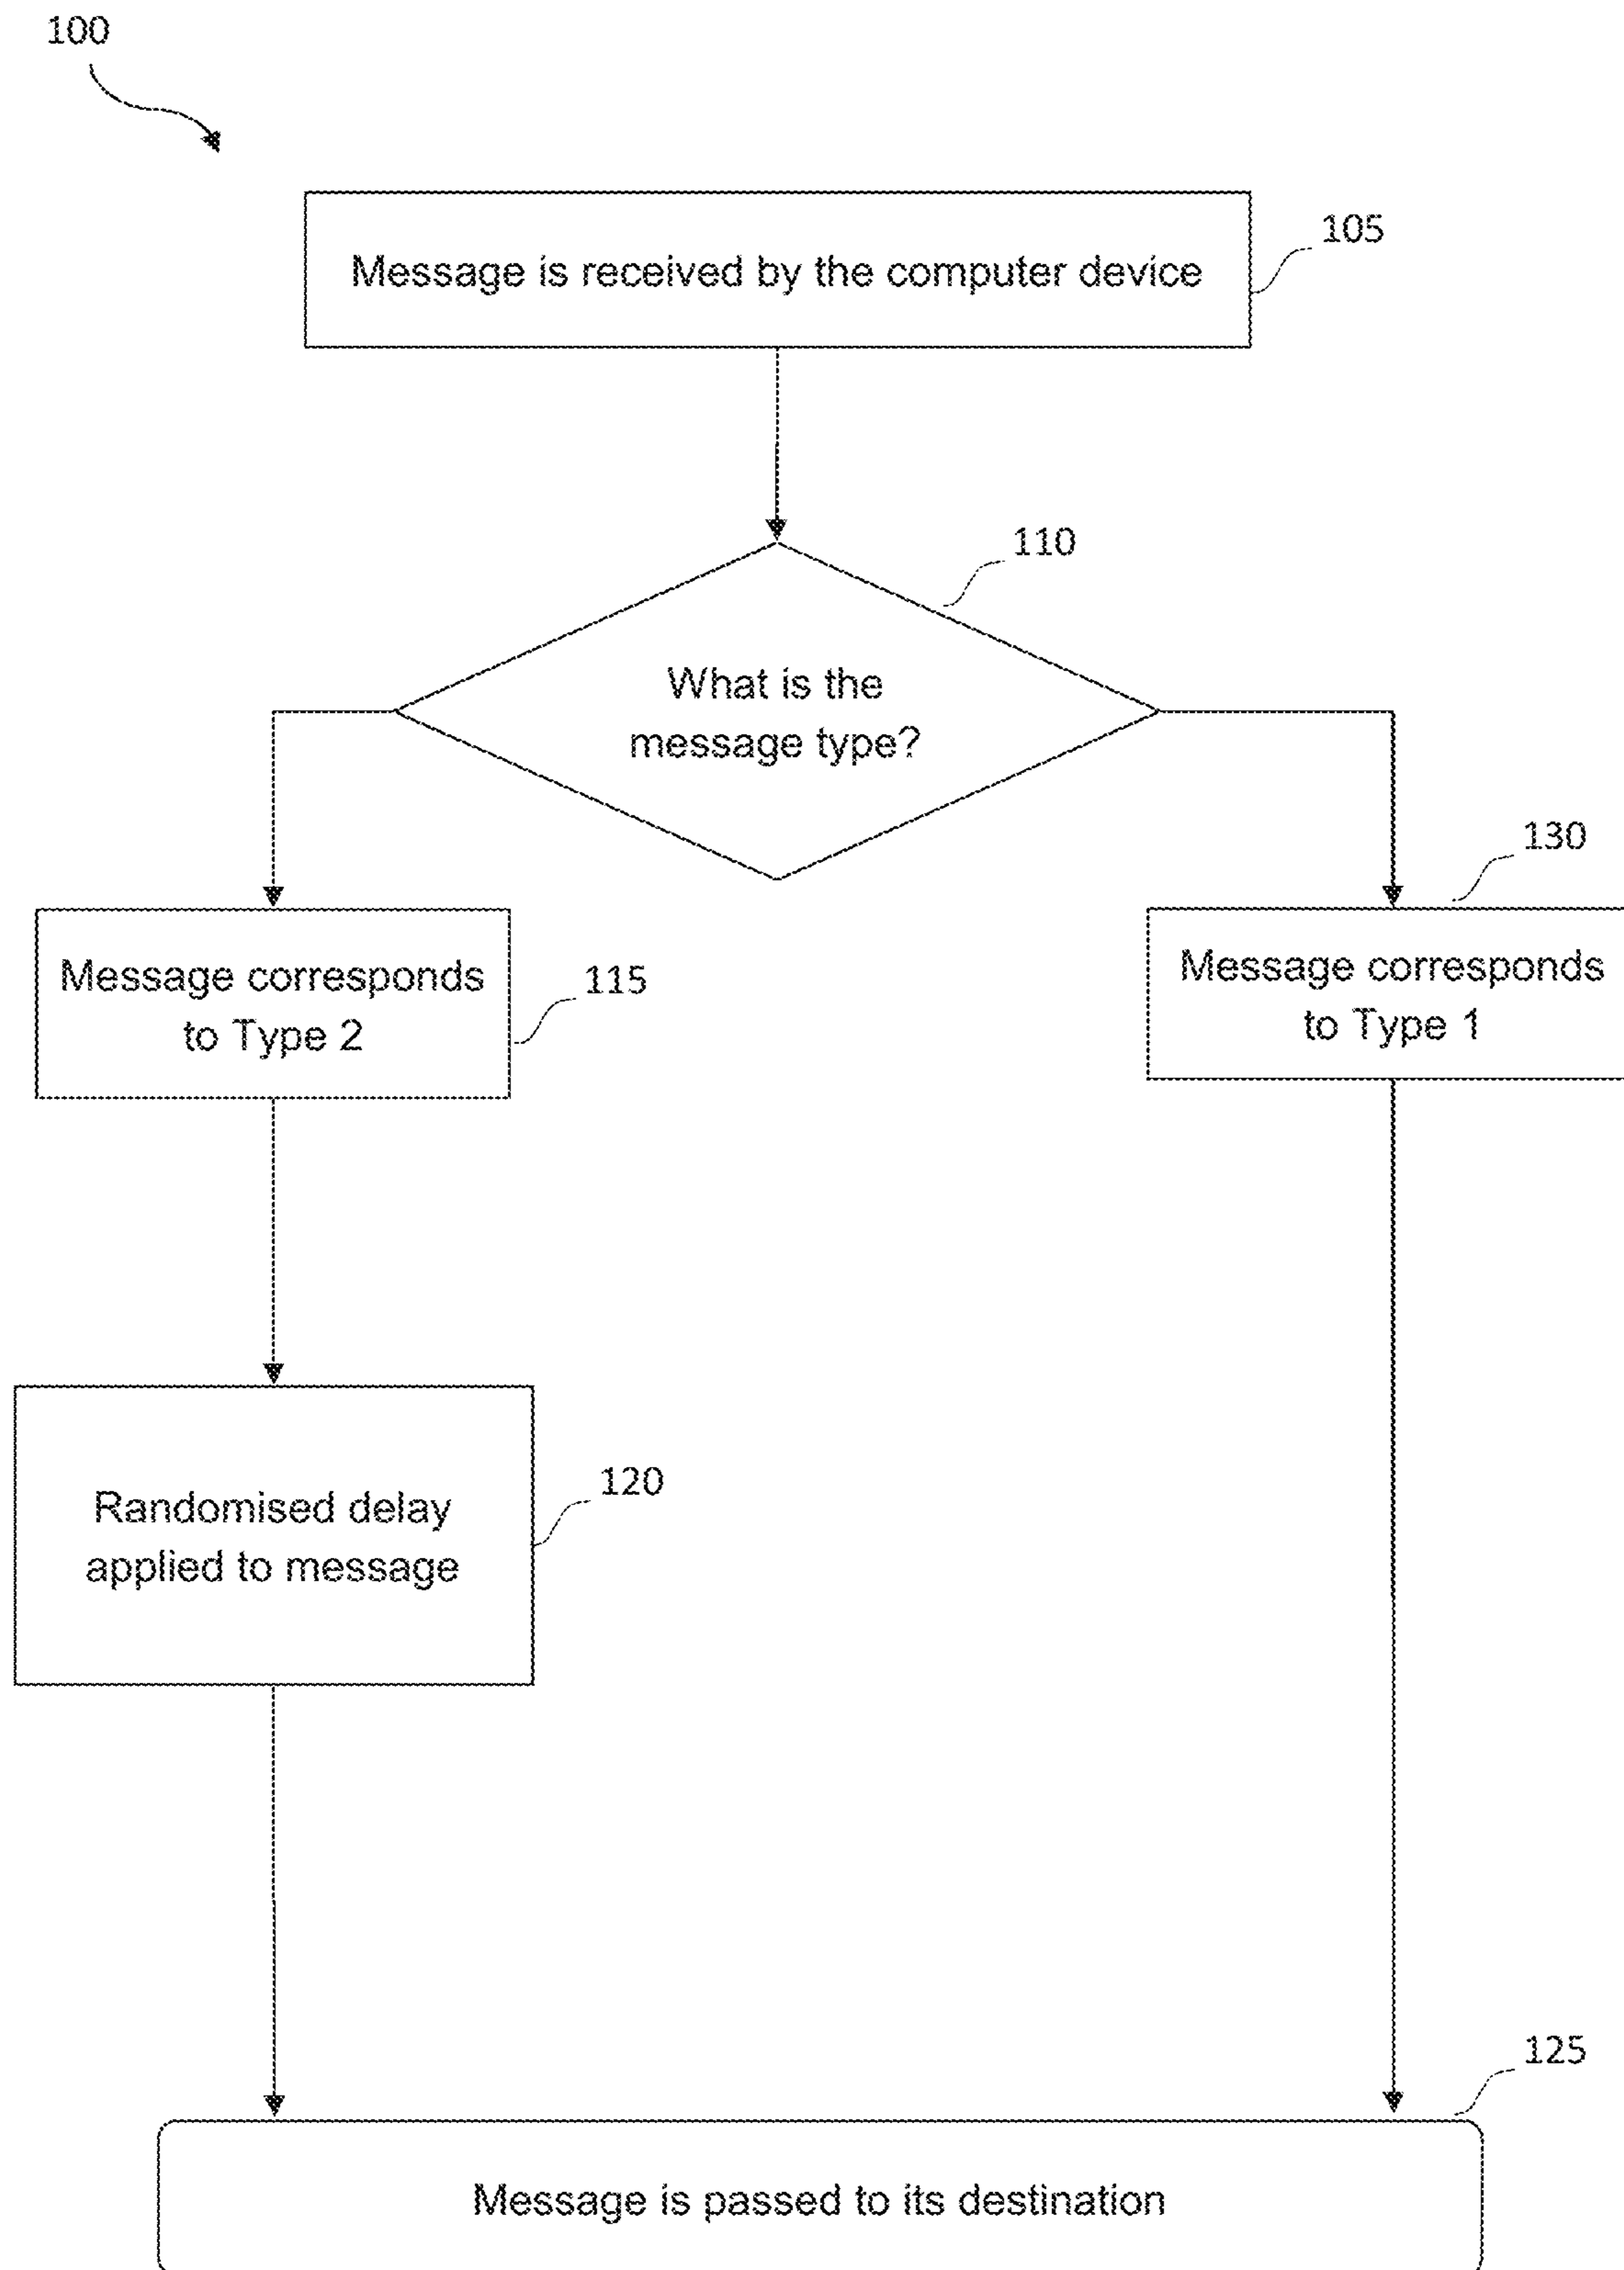 100
105
Message is received by the computer device
110
What is the
message type?
130
Message corresponds
to Type 2
115
Message corresponds
to Type 1
120
Randomised delay
applied to message
125
Message is passed to its destination